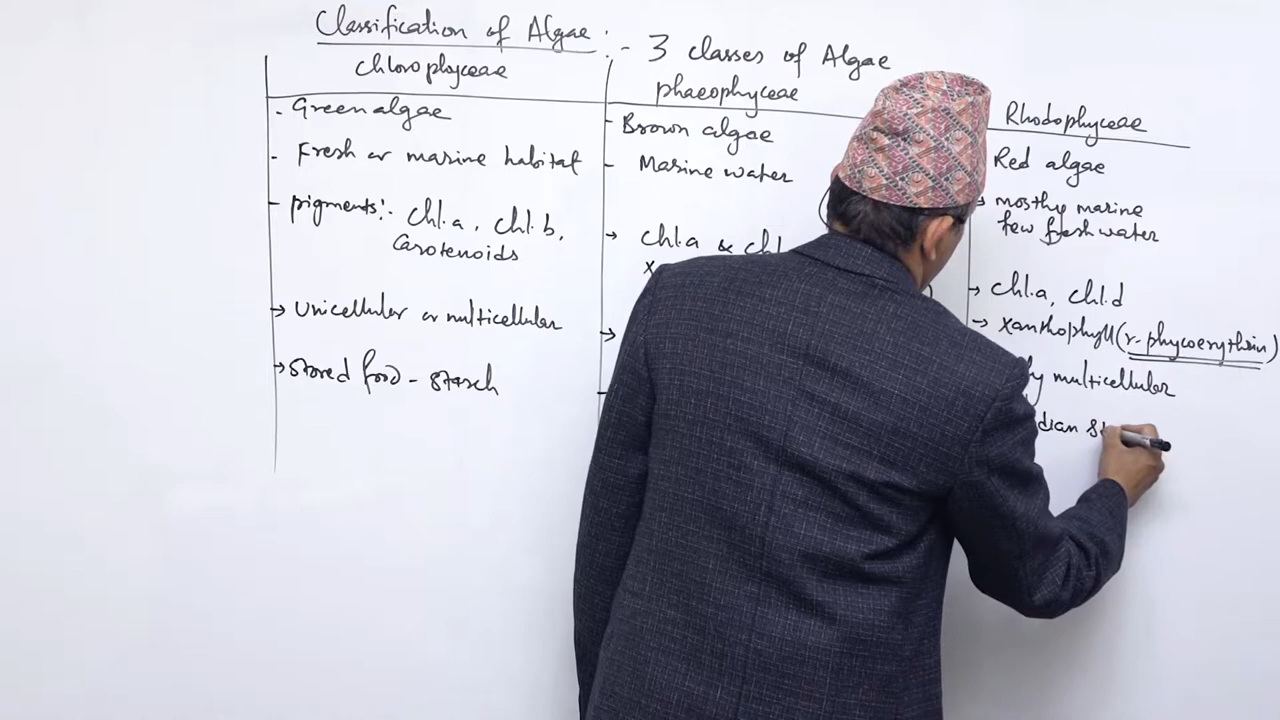 Classification of Algae :- 3 classes of Algae
chlorophyceae
- Green algae
- Fresh or marine habitat
- pigments:- chl.a, chl.b,
carotenoids
→ Unicellular or multicellular
→ stored food - starch
phaeophyceae
- Brown algae
- Marine water
→ chl.a & chl
x
→
Rhodophyceae
Red algae
→ mostly marine
few freshwater
→ chl.a, chl.d
→ xanthophyll (r-phycoerythrin)
multicellular